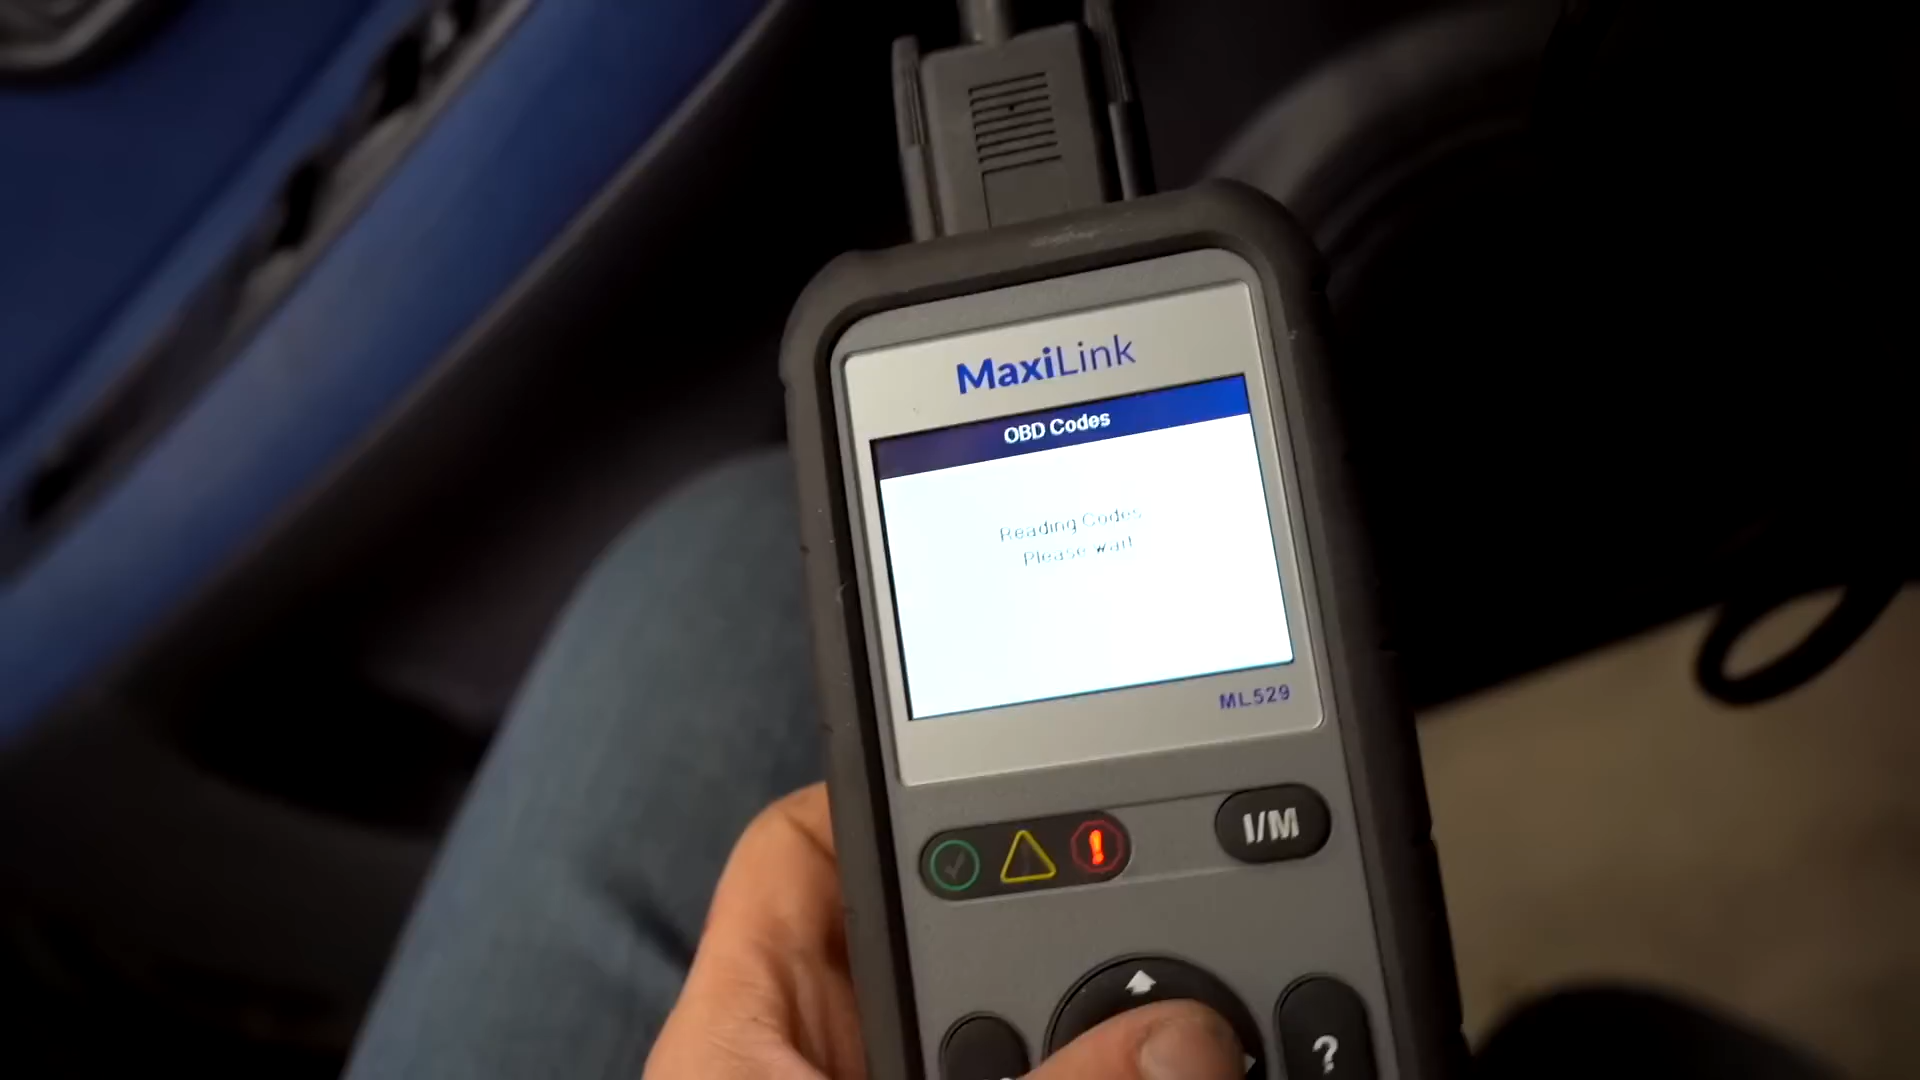 MaxiLink
OBD Codes
Reading Codes
Please wait
ML529
I/M
!
?